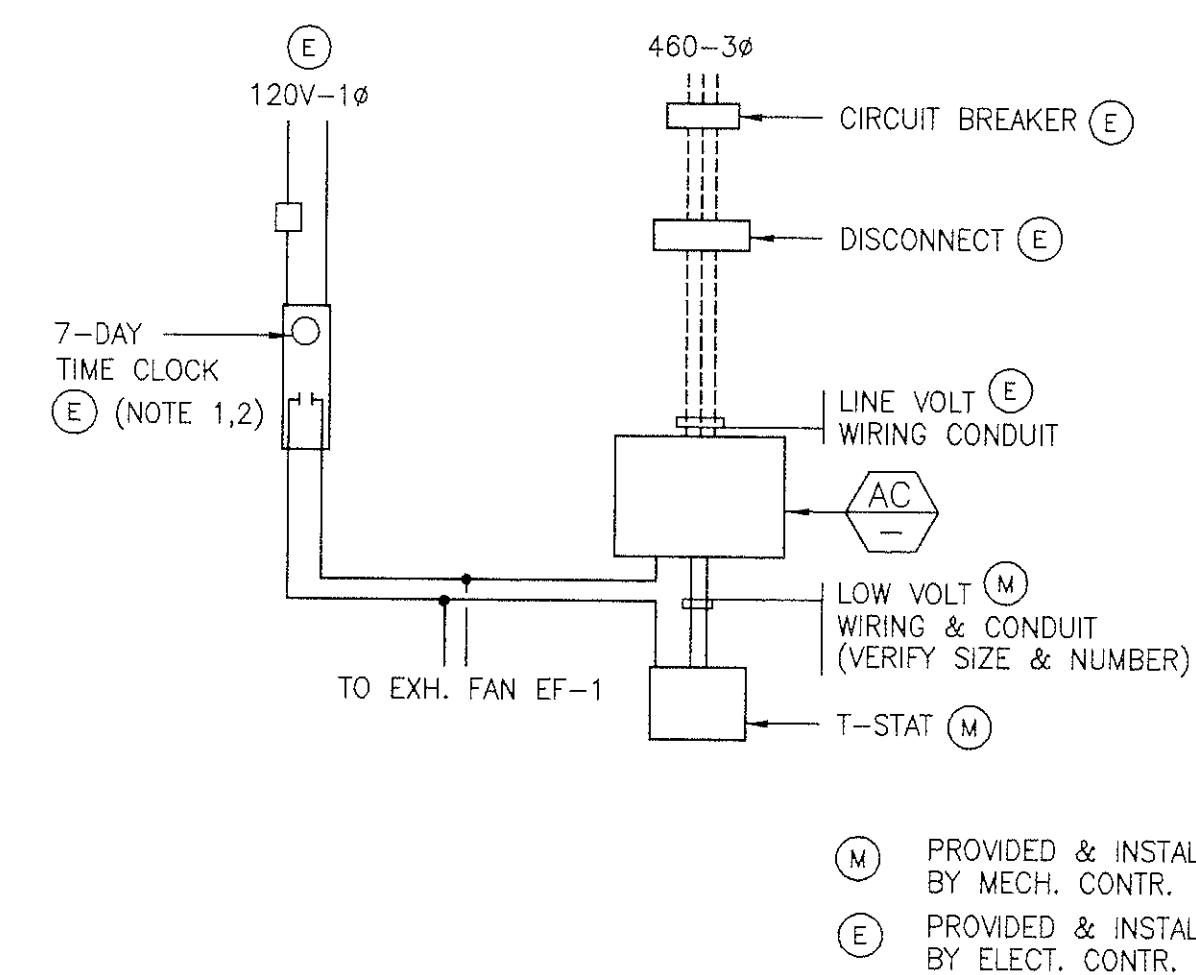 E
120V-1ø
460-3ø
CIRCUIT BREAKER E
DISCONNECT E
7-DAY
TIME CLOCK
E (NOTE 1,2)
LINE VOLT E
WIRING CONDUIT
AC
-
LOW VOLT M
WIRING & CONDUIT
(VERIFY SIZE & NUMBER)
TO EXH. FAN EF-1
T-STAT M
M PROVIDED & INSTAL
BY MECH. CONTR.
E PROVIDED & INSTAL
BY ELECT. CONTR.